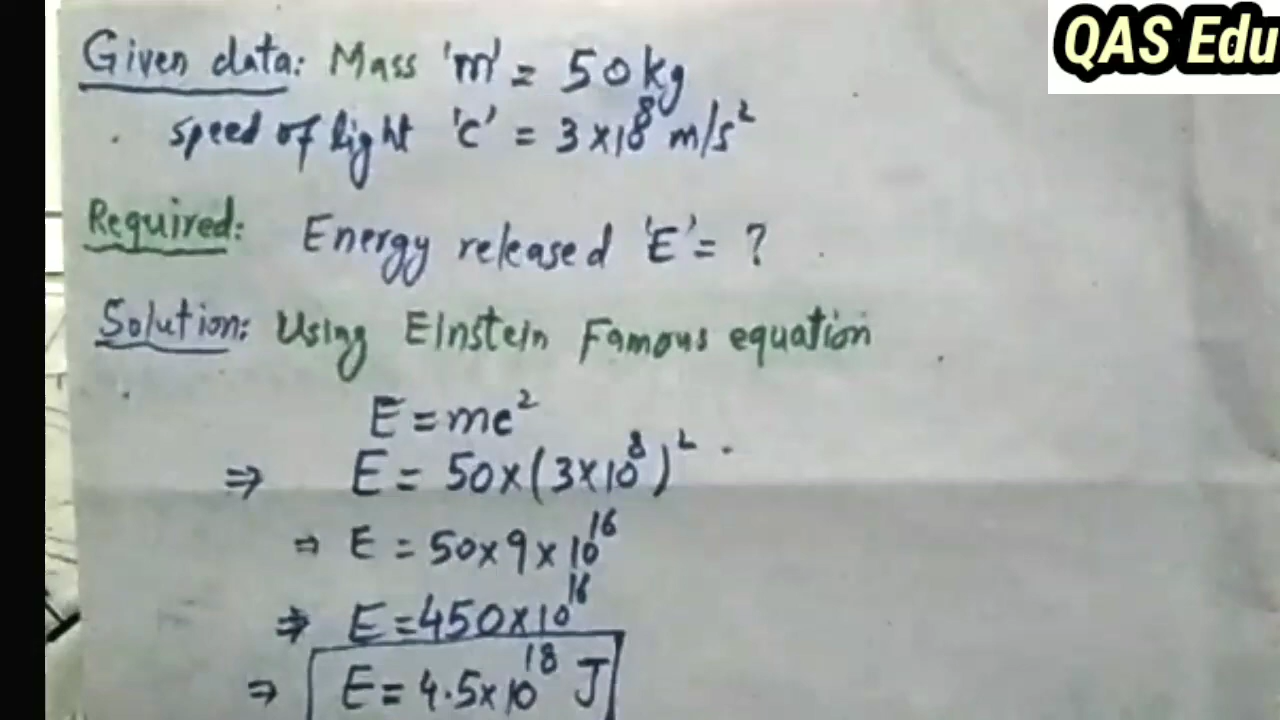 QAS Edu
Given data: Mass 'm' = 50kg
speed of light 'c' = 3×10⁸ m/s²
Required: Energy released 'E' = ?
Solution: Using Einstein Famous equation
E = mc²
⇒ E = 50×(3×10⁸)²
⇒ E = 50×9×10¹⁶
⇒ E = 450×10¹⁶
⇒ E = 4.5×10¹⁸ J